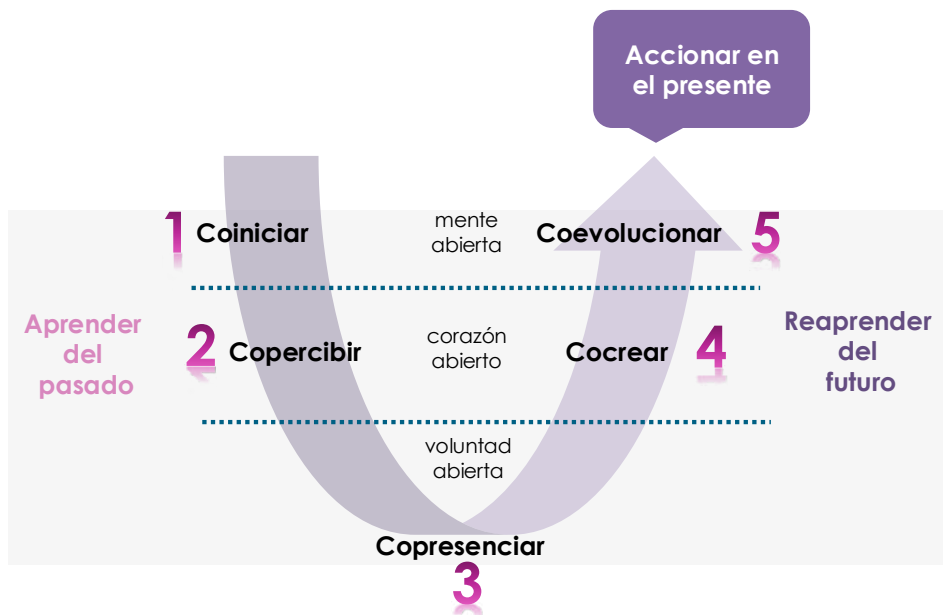 Accionar en
el presente
1 Coiniciar
mente
abierta
Coevolucionar 5
Aprender
del
pasado
2 Copercibir
corazón
abierto
Cocrear 4
Reaprender
del
futuro
voluntad
abierta
Copresenciar
3